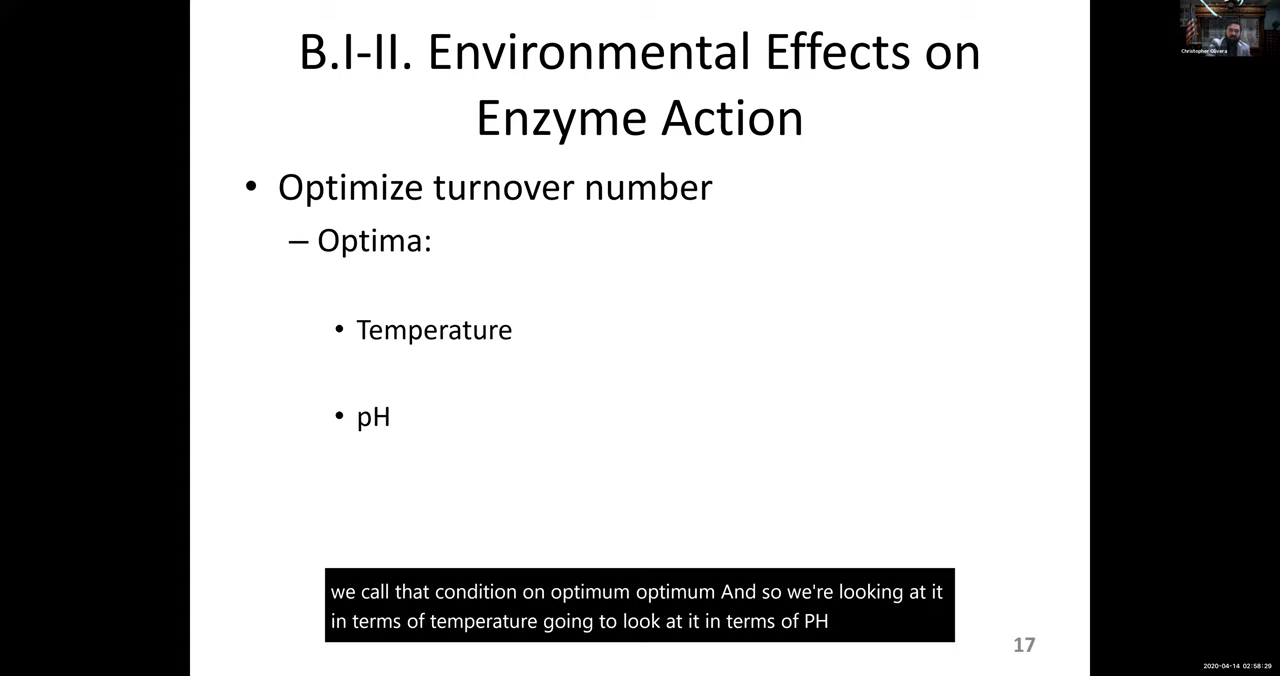 B.I-II. Environmental Effects on
Enzyme Action
• Optimize turnover number
– Optima:
• Temperature
• pH
we call that condition on optimum optimum And so we're looking at it
in terms of temperature going to look at it in terms of PH
17
Christopher Olivera
2020-04-14 02:58:29